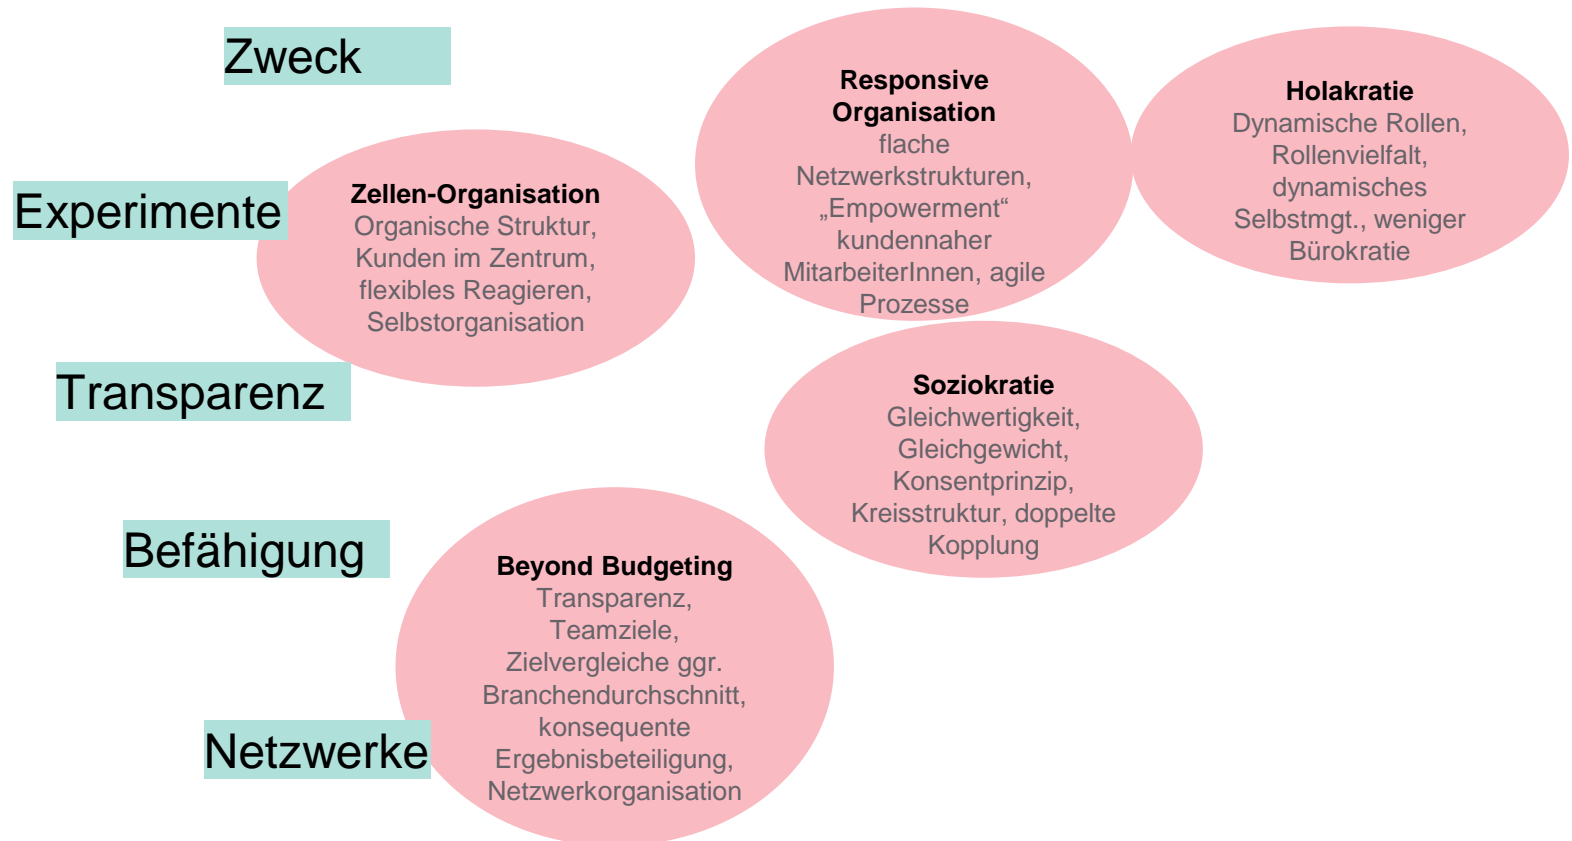 Zweck
Experimente
Transparenz
Befähigung
Netzwerke
Zellen-Organisation
Organische Struktur,
Kunden im Zentrum,
flexibles Reagieren,
Selbstorganisation
Responsive
Organisation
flache
Netzwerkstrukturen,
„Empowerment“
kundennaher
MitarbeiterInnen, agile
Prozesse
Holakratie
Dynamische Rollen,
Rollenvielfalt,
dynamisches
Selbstmgt., weniger
Bürokratie
Soziokratie
Gleichwertigkeit,
Gleichgewicht,
Konsentprinzip,
Kreisstruktur, doppelte
Kopplung
Beyond Budgeting
Transparenz,
Teamziele,
Zielvergleiche ggr.
Branchendurchschnitt,
konsequente
Ergebnisbeteiligung,
Netzwerkorganisation